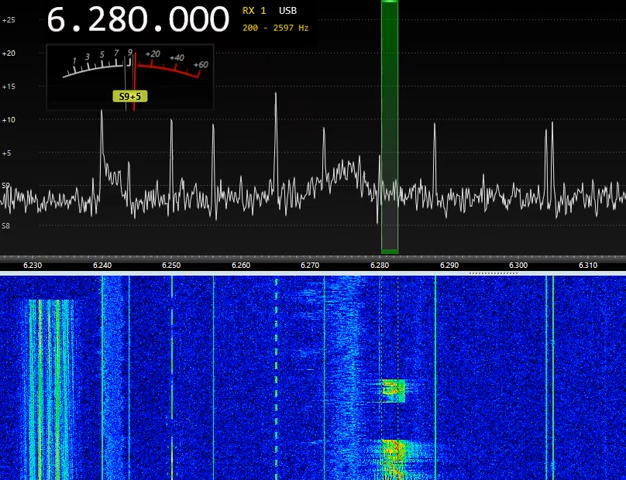 6.280.000 RX 1 USB
200 - 2597 Hz
+25
+20
+15
+10
+5
S9
S8
1 3 5 7 9 +20 +40 +60
S9+5
6.230 6.240 6.250 6.260 6.270 6.280 6.290 6.300 6.310